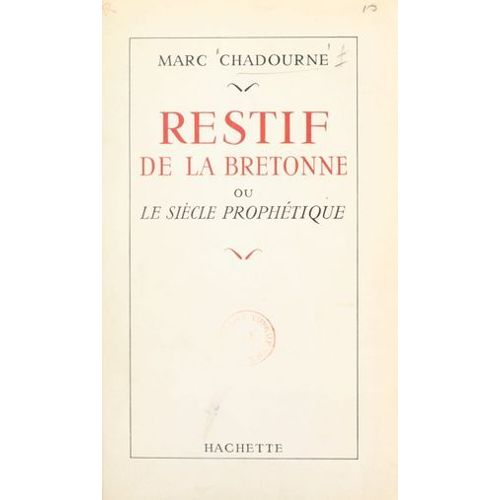 MARC CHADOURNE
RESTIF
DE LA BRETONNE
OU
LE SIÈCLE PROPHÉTIQUE
HACHETTE